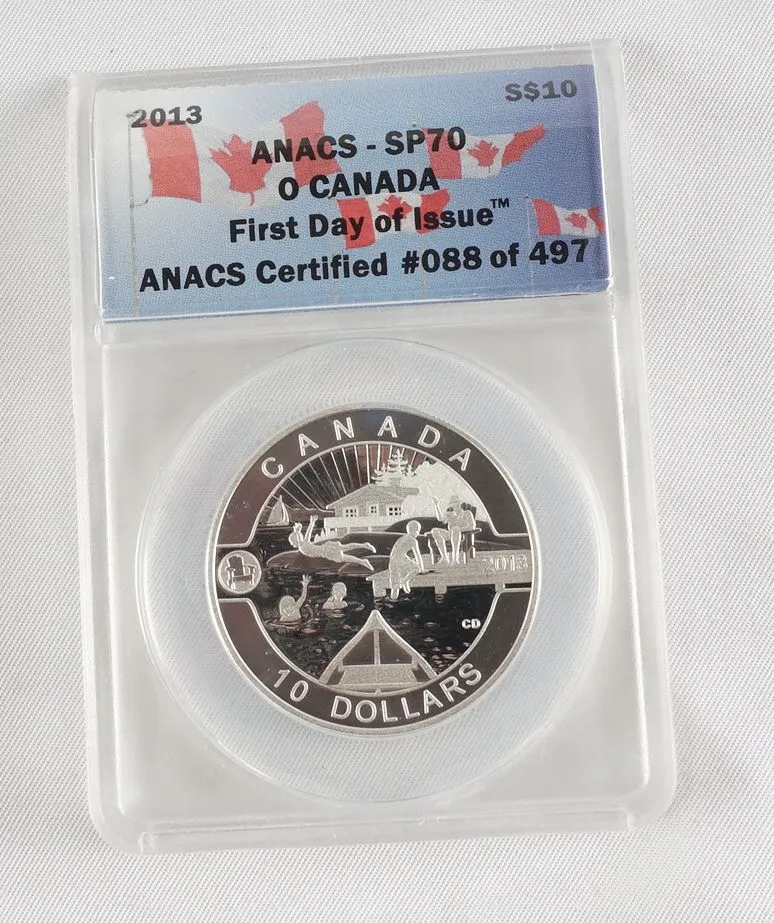 2013
S$10
ANACS - SP70
O CANADA
First Day of Issue™
ANACS Certified #088 of 497
CANADA
2013
CD
10 DOLLARS